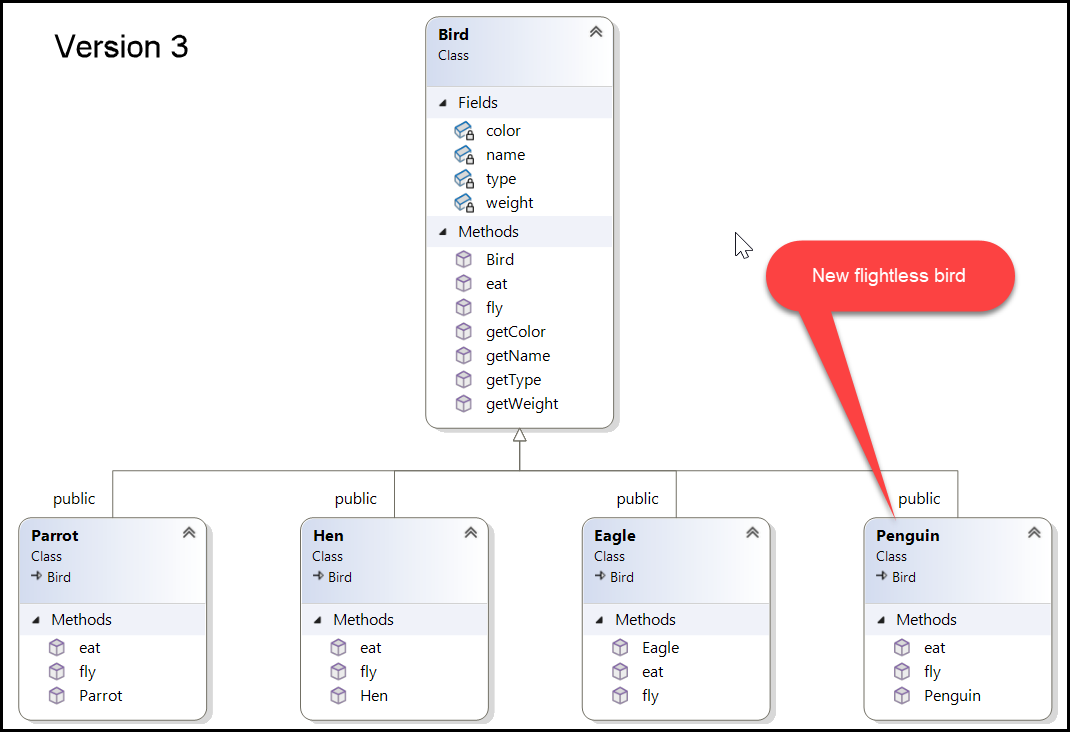 Version 3
Bird
Class
Fields
color
name
type
weight
Methods
Bird
eat
fly
getColor
getName
getType
getWeight
New flightless bird
public
Parrot
Class
Bird
Methods
eat
fly
Parrot
public
Hen
Class
Bird
Methods
eat
fly
Hen
public
Eagle
Class
Bird
Methods
Eagle
eat
fly
public
Penguin
Class
Bird
Methods
eat
fly
Penguin